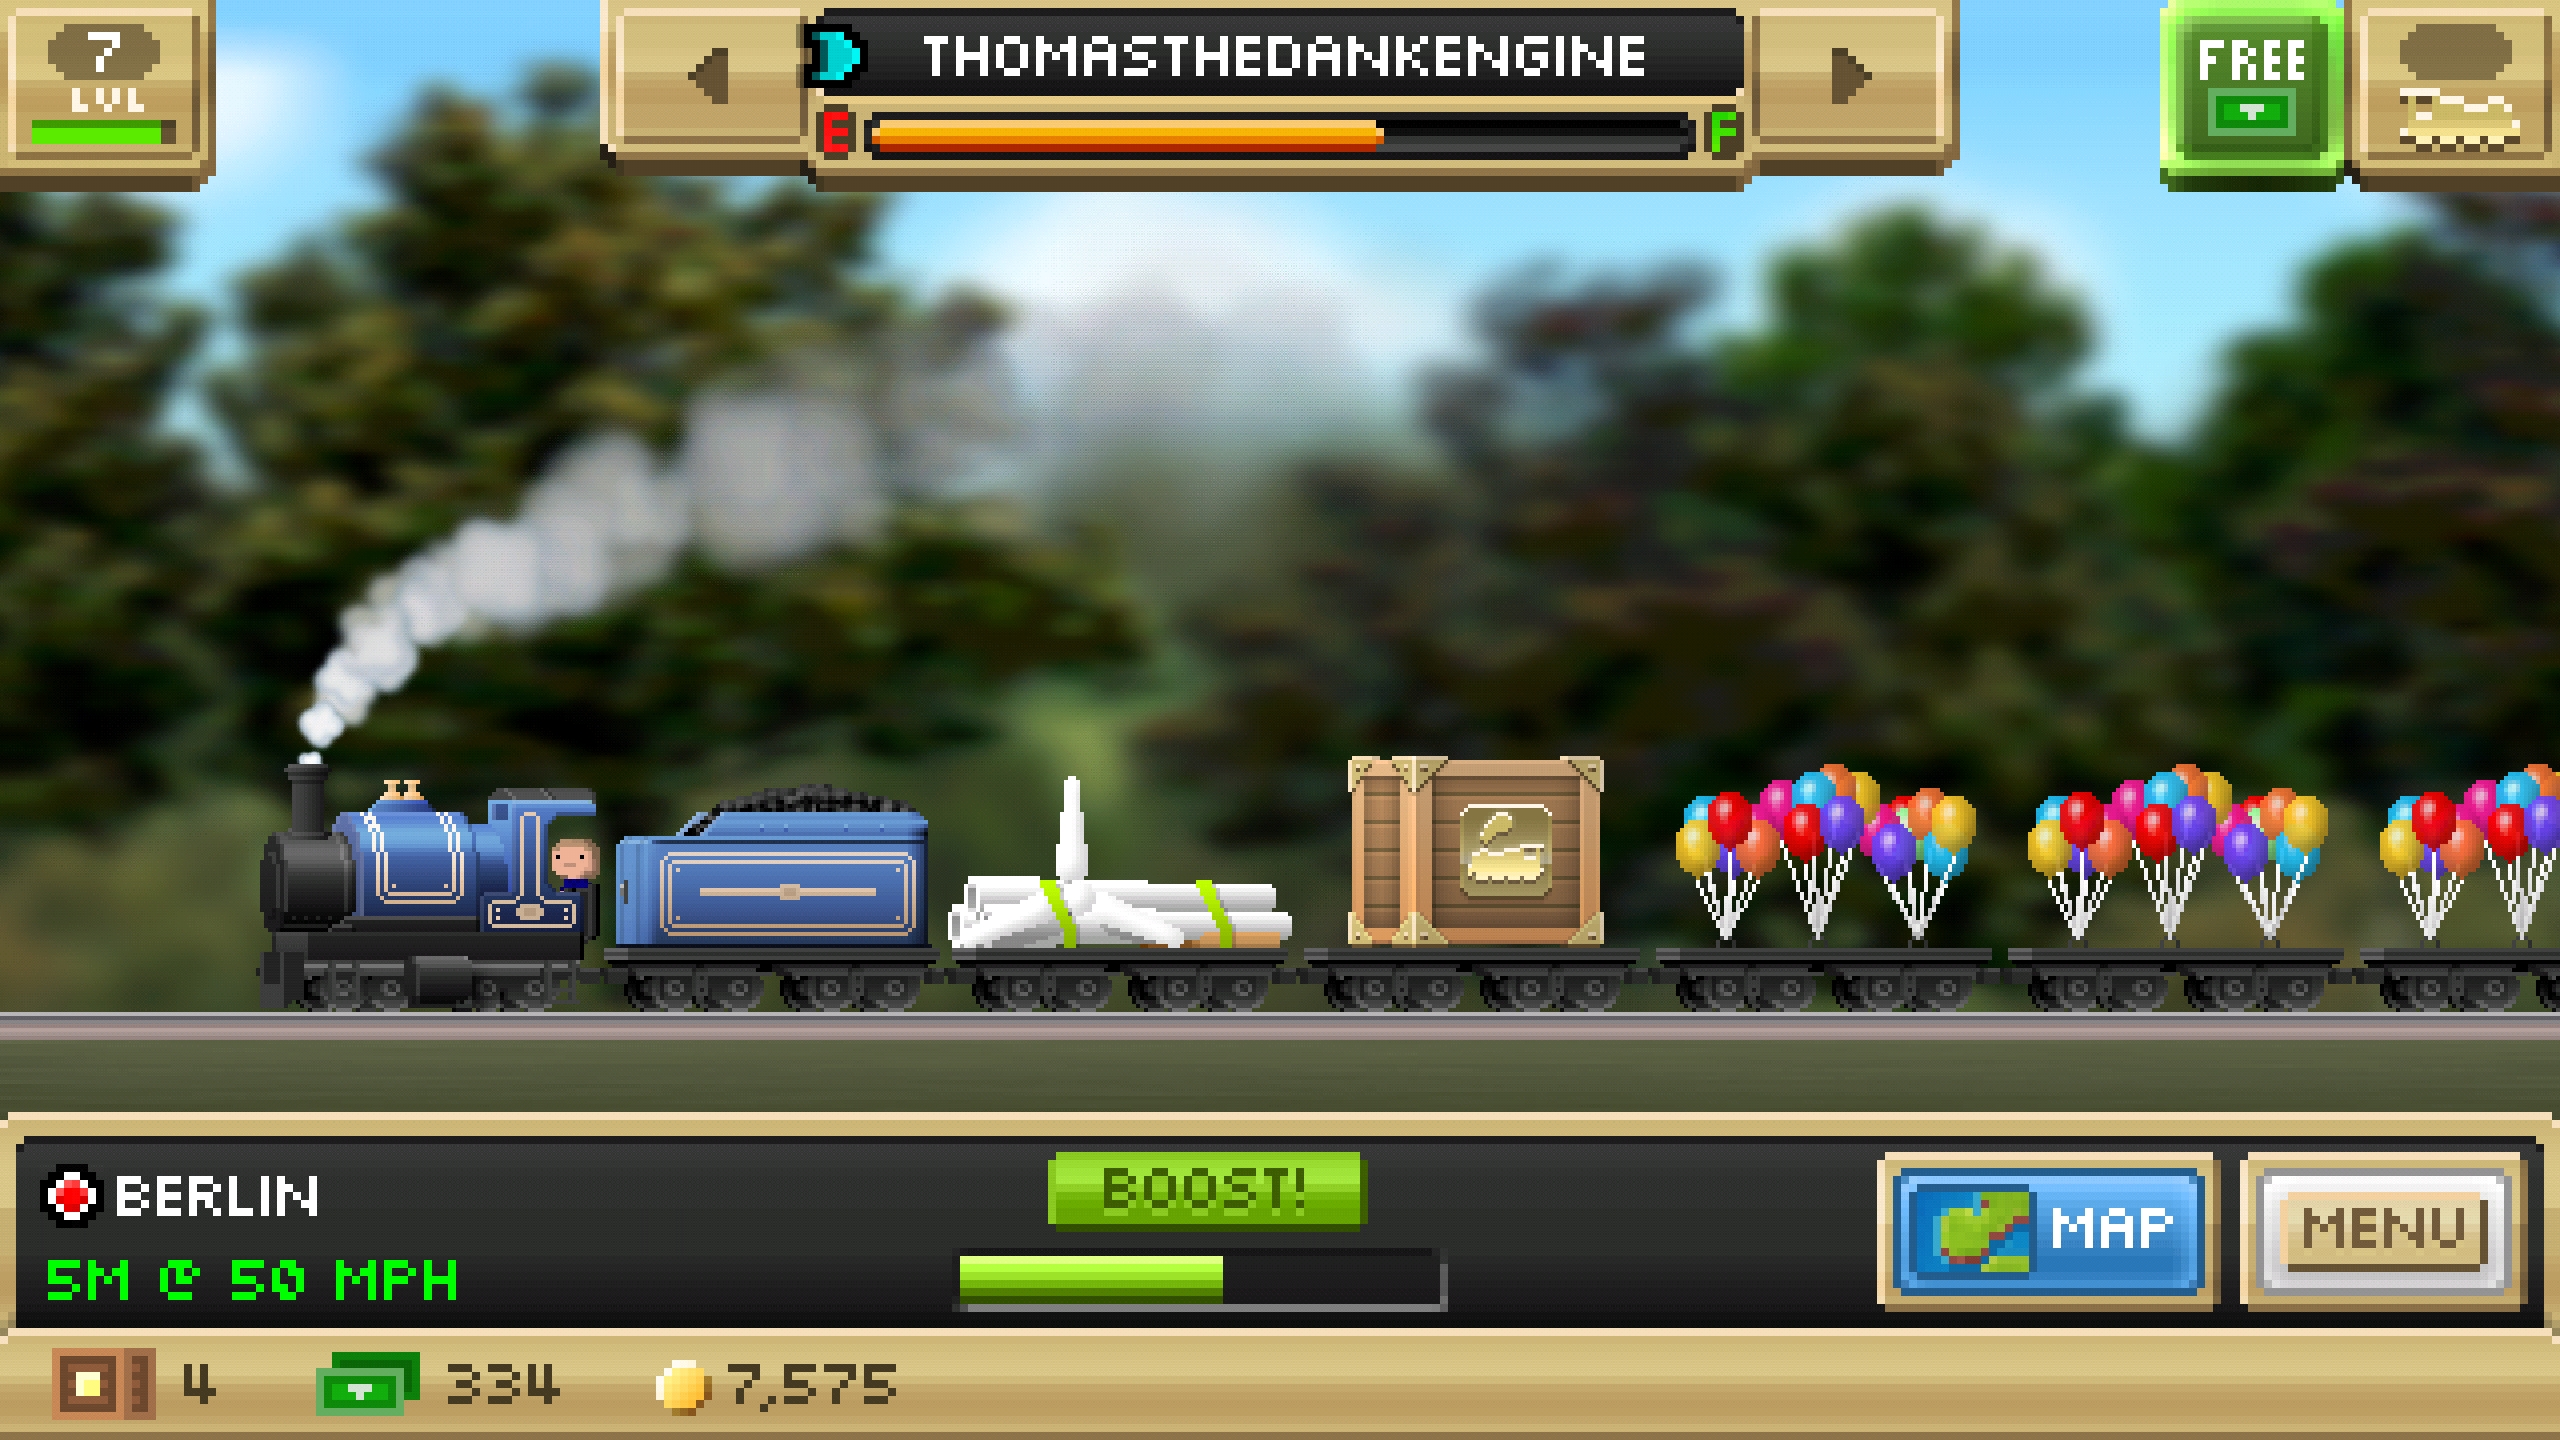 7
LVL
THOMASTHEDANKENGINE
E
F
FREE
BERLIN
BOOST!
MAP
MENU
5M @ 50 MPH
4
334
7,575